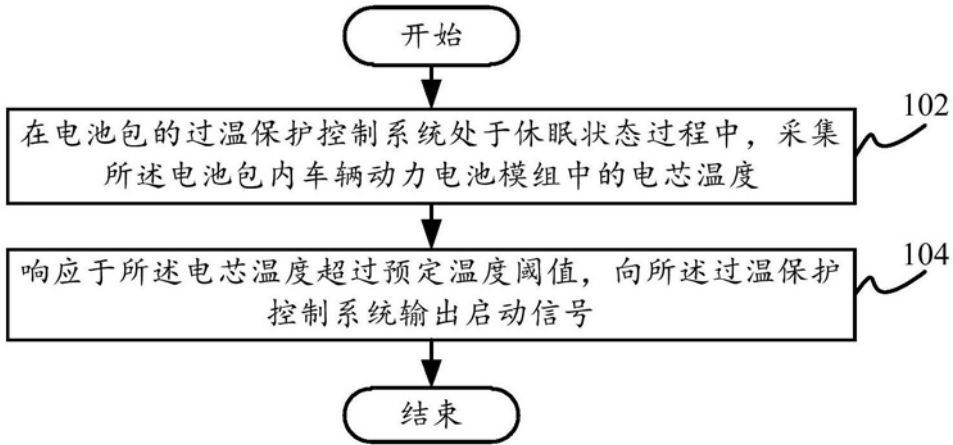 开始
102
在电池包的过温保护控制系统处于休眠状态过程中，采集
所述电池包内车辆动力电池模组中的电芯温度
104
响应于所述电芯温度超过预定温度阈值，向所述过温保护
控制系统输出启动信号
结束